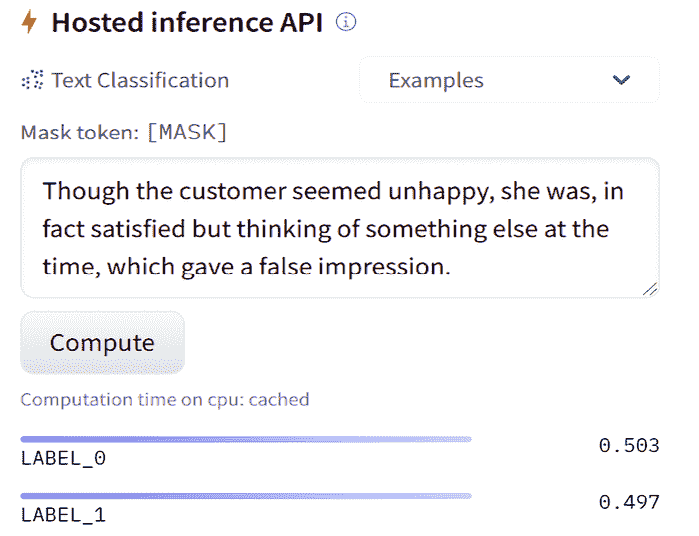 Hosted inference API
Text Classification
Examples
Mask token: [MASK]
Though the customer seemed unhappy, she was, in
fact satisfied but thinking of something else at the
time, which gave a false impression.
Compute
Computation time on cpu: cached
LABEL_0 0.503
LABEL_1 0.497